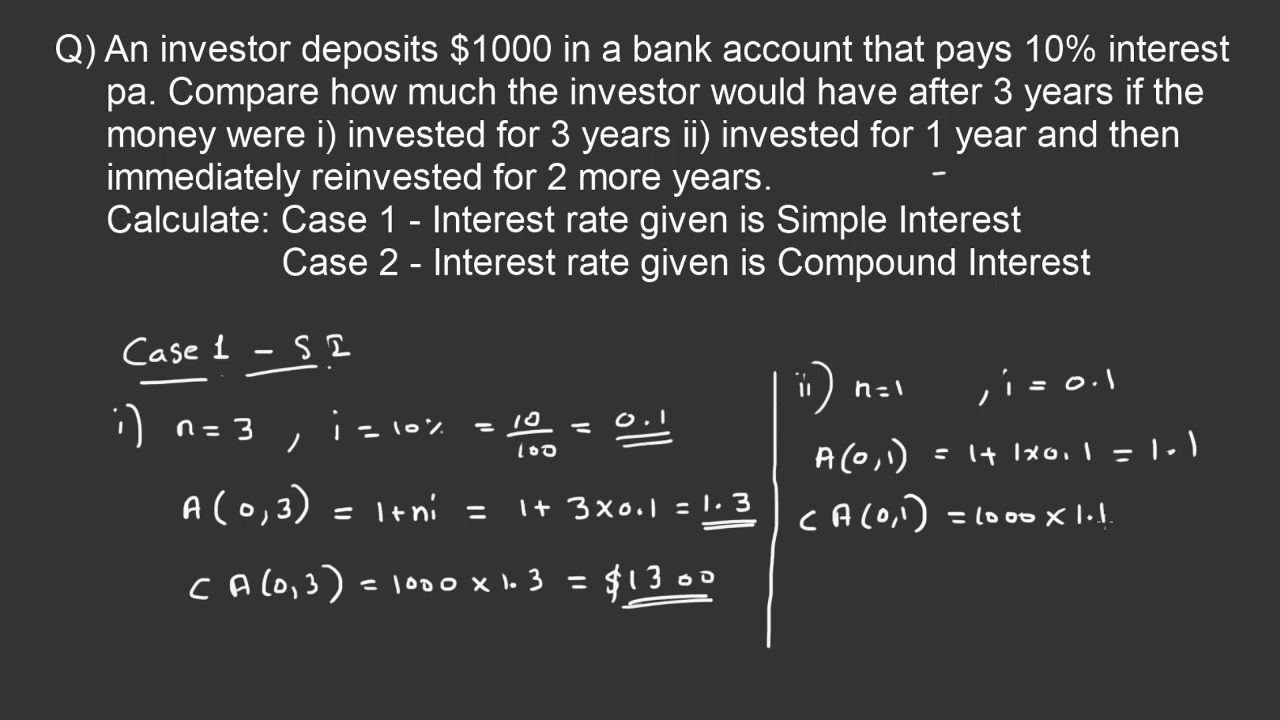 Q) An investor deposits $1000 in a bank account that pays 10% interest
pa. Compare how much the investor would have after 3 years if the
money were i) invested for 3 years ii) invested for 1 year and then
immediately reinvested for 2 more years.
Calculate: Case 1 - Interest rate given is Simple Interest
Case 2 - Interest rate given is Compound Interest
Case 1 - SI
i) n = 3 , i = 10% = 10/100 = 0.1
A(0,3) = 1+ni = 1+ 3×0.1 = 1.3
C A(0,3) = 1000 × 1.3 = $1300
ii) n=1 , i = 0.1
A(0,1) = 1+ 1×0.1 = 1.1
C A(0,1) = 1000 × 1.1